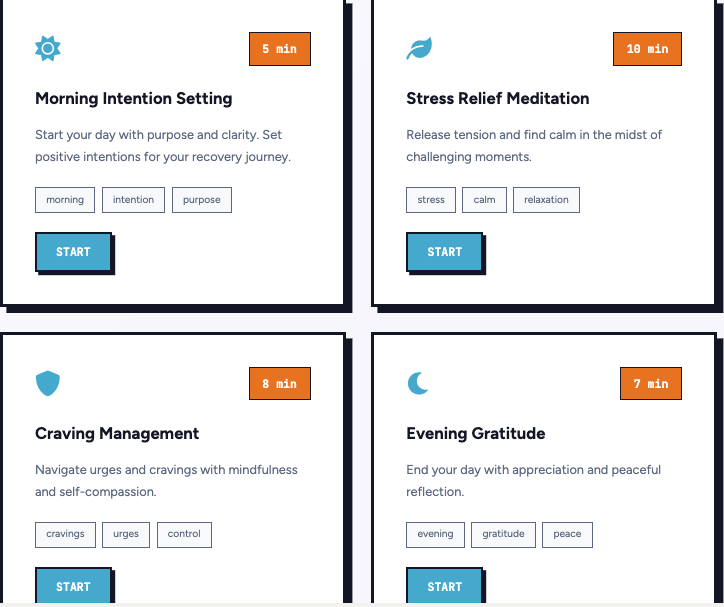 5 min
Morning Intention Setting
Start your day with purpose and clarity. Set
positive intentions for your recovery journey.
morning intention purpose
START
10 min
Stress Relief Meditation
Release tension and find calm in the midst of
challenging moments.
stress calm relaxation
START
8 min
Craving Management
Navigate urges and cravings with mindfulness
and self-compassion.
cravings urges control
START
7 min
Evening Gratitude
End your day with appreciation and peaceful
reflection.
evening gratitude peace
START